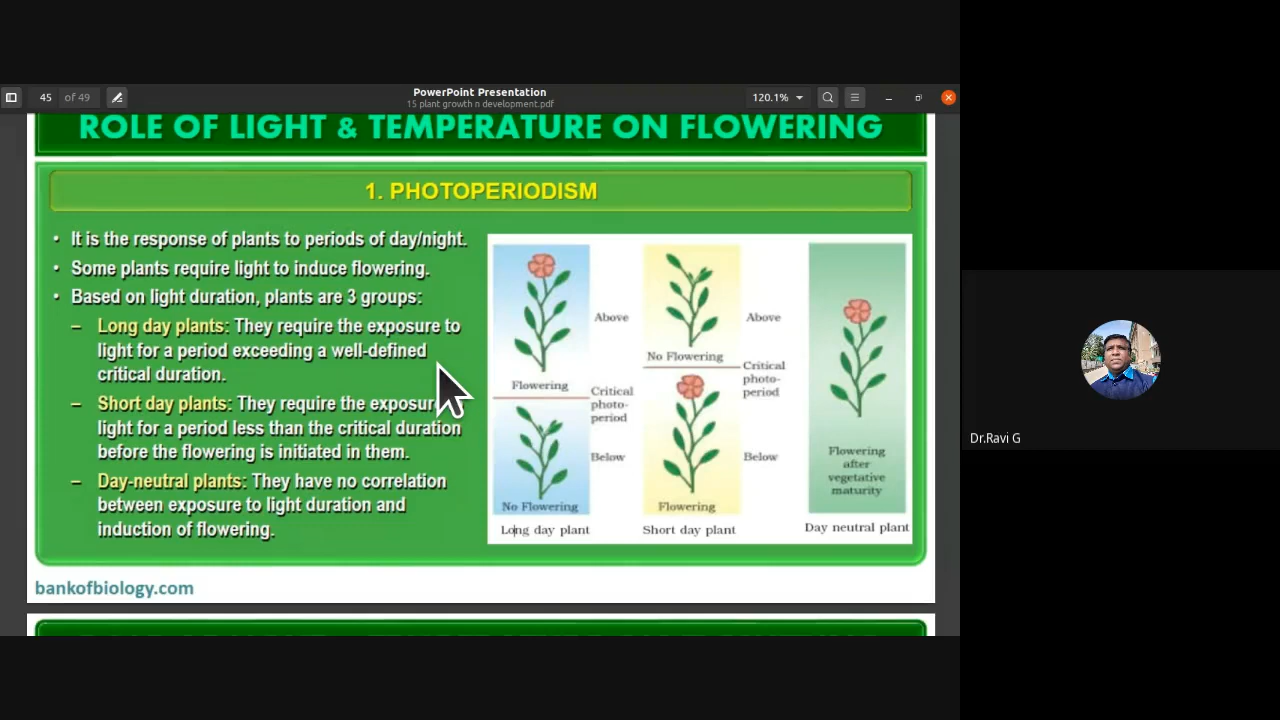 45 of 49
PowerPoint Presentation
15 plant growth n development.pdf
120.1%
ROLE OF LIGHT & TEMPERATURE ON FLOWERING
1. PHOTOPERIODISM
• It is the response of plants to periods of day/night.
• Some plants require light to induce flowering.
• Based on light duration, plants are 3 groups:
– Long day plants: They require the exposure to
light for a period exceeding a well-defined
critical duration.
– Short day plants: They require the
light for a period less than the critical duration
before the flowering is initiated in them.
– Day-neutral plants: They have no correlation
between exposure to light duration and
induction of flowering.
Above
Flowering
Critical
photo-
period
Below
No Flowering
Long day plant
Above
No Flowering
Critical
photo-
period
Below
Flowering
Short day plant
Flowering
after
vegetative
maturity
Day neutral plant
bankofbiology.com
Dr.Ravi G